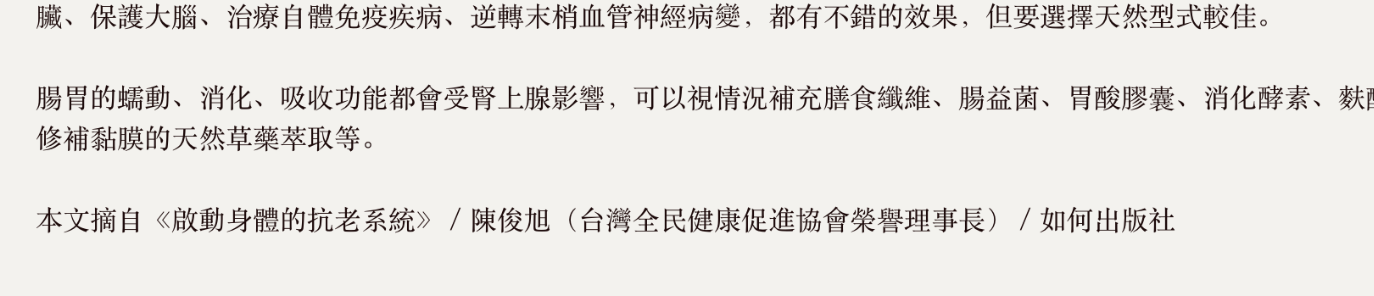 臟、保護大腦、治療自體免疫疾病、逆轉末梢血管神經病變，都有不錯的效果，但要選擇天然型式較佳。
腸胃的蠕動、消化、吸收功能都會受腎上腺影響，可以視情況補充膳食纖維、腸益菌、胃酸膠囊、消化酵素、麩
修補黏膜的天然草藥萃取等。
本文摘自《啟動身體的抗老系統》 / 陳俊旭（台灣全民健康促進協會榮譽理事長） / 如何出版社